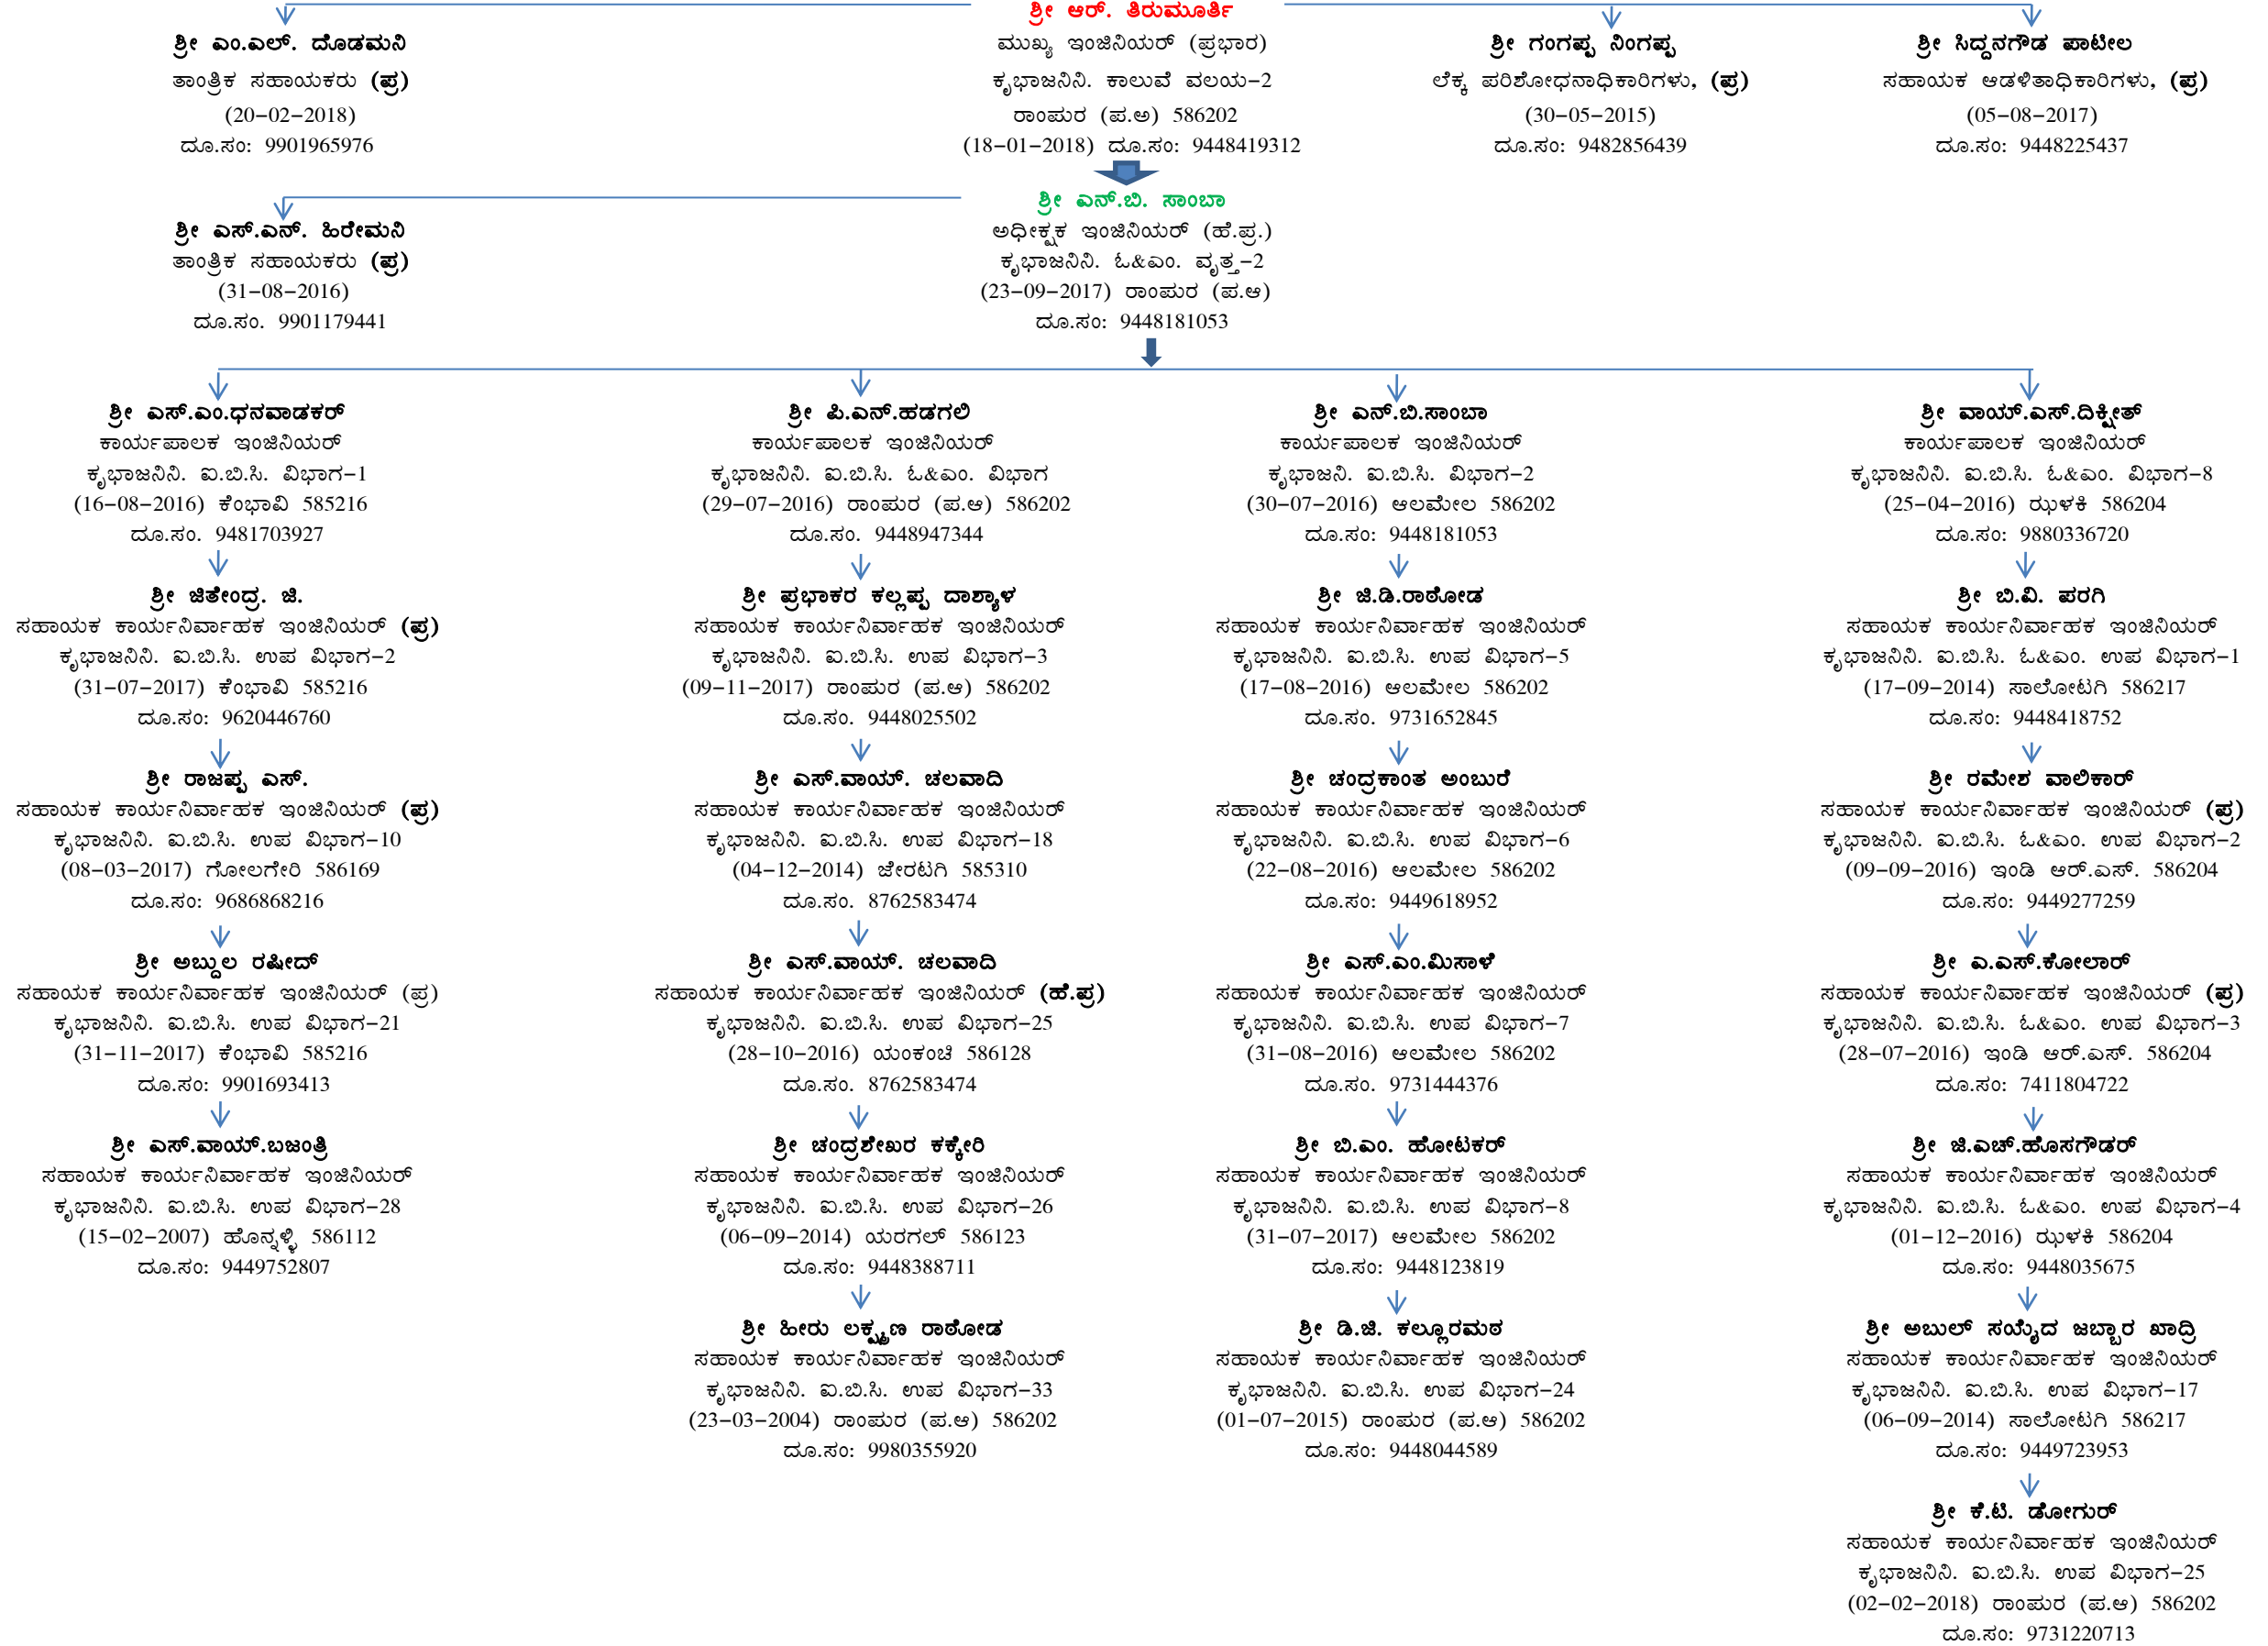 ಶ್ರೀ ಆರ್. ತಿರುಮೂರ್ತಿ
ಮುಖ್ಯ ಇಂಜಿನಿಯರ್ (ಪ್ರಭಾರ)
ಕೃಭಾಜನಿನಿ. ಕಾಲುವೆ ವಲಯ-2
ರಾಂಪುರ (ಪ.ಅ) 586202
(18-01-2018) ದೂ.ಸಂ: 9448419312
ಶ್ರೀ ಎಂ.ಎಲ್. ದೊಡಮನಿ
ತಾಂತ್ರಿಕ ಸಹಾಯಕರು (ಪ್ರ)
(20-02-2018)
ದೂ.ಸಂ: 9901965976
ಶ್ರೀ ಗಂಗಪ್ಪ ನಿಂಗಪ್ಪ
ಲೆಕ್ಕ ಪರಿಶೋಧನಾಧಿಕಾರಿಗಳು, (ಪ್ರ)
(30-05-2015)
ದೂ.ಸಂ: 9482856439
ಶ್ರೀ ಸಿದ್ದನಗೌಡ ಪಾಟೀಲ
ಸಹಾಯಕ ಆಡಳಿತಾಧಿಕಾರಿಗಳು, (ಪ್ರ)
(05-08-2017)
ದೂ.ಸಂ: 9448225437
ಶ್ರೀ ಎನ್.ಬಿ. ಸಾಂಬಾ
ಅಧೀಕ್ಷಕ ಇಂಜಿನಿಯರ್ (ಹೆ.ಪ್ರ.)
ಕೃಭಾಜನಿನಿ. ಓ&ಎಂ. ವೃತ್ತ-2
(23-09-2017) ರಾಂಪುರ (ಪ.ಆ)
ದೂ.ಸಂ: 9448181053
ಶ್ರೀ ಎಸ್.ಎನ್. ಹಿರೇಮನಿ
ತಾಂತ್ರಿಕ ಸಹಾಯಕರು (ಪ್ರ)
(31-08-2016)
ದೂ.ಸಂ. 9901179441
ಶ್ರೀ ಎಸ್.ಎಂ.ಧನವಾಡಕರ್
ಕಾರ್ಯಪಾಲಕ ಇಂಜಿನಿಯರ್
ಕೃಭಾಜನಿನಿ. ಐ.ಬಿ.ಸಿ. ವಿಭಾಗ-1
(16-08-2016) ಕೆಂಭಾವಿ 585216
ದೂ.ಸಂ. 9481703927
ಶ್ರೀ ಜಿತೇಂದ್ರ. ಜಿ.
ಸಹಾಯಕ ಕಾರ್ಯನಿರ್ವಾಹಕ ಇಂಜಿನಿಯರ್ (ಪ್ರ)
ಕೃಭಾಜನಿನಿ. ಐ.ಬಿ.ಸಿ. ಉಪ ವಿಭಾಗ-2
(31-07-2017) ಕೆಂಭಾವಿ 585216
ದೂ.ಸಂ: 9620446760
ಶ್ರೀ ರಾಜಪ್ಪ ಎಸ್.
ಸಹಾಯಕ ಕಾರ್ಯನಿರ್ವಾಹಕ ಇಂಜಿನಿಯರ್ (ಪ್ರ)
ಕೃಭಾಜನಿನಿ. ಐ.ಬಿ.ಸಿ. ಉಪ ವಿಭಾಗ-10
(08-03-2017) ಗೋಲಗೇರಿ 586169
ದೂ.ಸಂ: 9686868216
ಶ್ರೀ ಅಬ್ದುಲ ರಷೀದ್
ಸಹಾಯಕ ಕಾರ್ಯನಿರ್ವಾಹಕ ಇಂಜಿನಿಯರ್ (ಪ್ರ)
ಕೃಭಾಜನಿನಿ. ಐ.ಬಿ.ಸಿ. ಉಪ ವಿಭಾಗ-21
(31-11-2017) ಕೆಂಭಾವಿ 585216
ದೂ.ಸಂ: 9901693413
ಶ್ರೀ ಎಸ್.ವಾಯ್.ಬಜಂತ್ರಿ
ಸಹಾಯಕ ಕಾರ್ಯನಿರ್ವಾಹಕ ಇಂಜಿನಿಯರ್
ಕೃಭಾಜನಿನಿ. ಐ.ಬಿ.ಸಿ. ಉಪ ವಿಭಾಗ-28
(15-02-2007) ಹೊನ್ನಳ್ಳಿ 586112
ದೂ.ಸಂ: 9449752807
ಶ್ರೀ ಪಿ.ಎನ್.ಹಡಗಲಿ
ಕಾರ್ಯಪಾಲಕ ಇಂಜಿನಿಯರ್
ಕೃಭಾಜನಿನಿ. ಐ.ಬಿ.ಸಿ. ಓ&ಎಂ. ವಿಭಾಗ
(29-07-2016) ರಾಂಪುರ (ಪ.ಆ) 586202
ದೂ.ಸಂ. 9448947344
ಶ್ರೀ ಪ್ರಭಾಕರ ಕಲ್ಲಪ್ಪ ದಾಶ್ಯಾಳ
ಸಹಾಯಕ ಕಾರ್ಯನಿರ್ವಾಹಕ ಇಂಜಿನಿಯರ್
ಕೃಭಾಜನಿನಿ. ಐ.ಬಿ.ಸಿ. ಉಪ ವಿಭಾಗ-3
(09-11-2017) ರಾಂಪುರ (ಪ.ಆ) 586202
ದೂ.ಸಂ. 9448025502
ಶ್ರೀ ಎಸ್.ವಾಯ್. ಚಲವಾದಿ
ಸಹಾಯಕ ಕಾರ್ಯನಿರ್ವಾಹಕ ಇಂಜಿನಿಯರ್
ಕೃಭಾಜನಿನಿ. ಐ.ಬಿ.ಸಿ. ಉಪ ವಿಭಾಗ-18
(04-12-2014) ಜೇರಟಗಿ 585310
ದೂ.ಸಂ. 8762583474
ಶ್ರೀ ಎಸ್.ವಾಯ್. ಚಲವಾದಿ
ಸಹಾಯಕ ಕಾರ್ಯನಿರ್ವಾಹಕ ಇಂಜಿನಿಯರ್ (ಹೆ.ಪ್ರ)
ಕೃಭಾಜನಿನಿ. ಐ.ಬಿ.ಸಿ. ಉಪ ವಿಭಾಗ-25
(28-10-2016) ಯಂಕಂಚಿ 586128
ದೂ.ಸಂ. 8762583474
ಶ್ರೀ ಚಂದ್ರಶೇಖರ ಕಕ್ಕೇರಿ
ಸಹಾಯಕ ಕಾರ್ಯನಿರ್ವಾಹಕ ಇಂಜಿನಿಯರ್
ಕೃಭಾಜನಿನಿ. ಐ.ಬಿ.ಸಿ. ಉಪ ವಿಭಾಗ-26
(06-09-2014) ಯರಗಲ್ 586123
ದೂ.ಸಂ: 9448388711
ಶ್ರೀ ಹೀರು ಲಕ್ಷ್ಮಣ ರಾಠೋಡ
ಸಹಾಯಕ ಕಾರ್ಯನಿರ್ವಾಹಕ ಇಂಜಿನಿಯರ್
ಕೃಭಾಜನಿನಿ. ಐ.ಬಿ.ಸಿ. ಉಪ ವಿಭಾಗ-33
(23-03-2004) ರಾಂಪುರ (ಪ.ಆ) 586202
ದೂ.ಸಂ: 9980355920
ಶ್ರೀ ಎನ್.ಬಿ.ಸಾಂಬಾ
ಕಾರ್ಯಪಾಲಕ ಇಂಜಿನಿಯರ್
ಕೃಭಾಜನಿ. ಐ.ಬಿ.ಸಿ. ವಿಭಾಗ-2
(30-07-2016) ಆಲಮೇಲ 586202
ದೂ.ಸಂ: 9448181053
ಶ್ರೀ ಜಿ.ಡಿ.ರಾಠೋಡ
ಸಹಾಯಕ ಕಾರ್ಯನಿರ್ವಾಹಕ ಇಂಜಿನಿಯರ್
ಕೃಭಾಜನಿನಿ. ಐ.ಬಿ.ಸಿ. ಉಪ ವಿಭಾಗ-5
(17-08-2016) ಆಲಮೇಲ 586202
ದೂ.ಸಂ. 9731652845
ಶ್ರೀ ಚಂದ್ರಕಾಂತ ಅಂಬುರೆ
ಸಹಾಯಕ ಕಾರ್ಯನಿರ್ವಾಹಕ ಇಂಜಿನಿಯರ್
ಕೃಭಾಜನಿನಿ. ಐ.ಬಿ.ಸಿ. ಉಪ ವಿಭಾಗ-6
(22-08-2016) ಆಲಮೇಲ 586202
ದೂ.ಸಂ: 9449618952
ಶ್ರೀ ಎಸ್.ಎಂ.ಮಿಸಾಳೆ
ಸಹಾಯಕ ಕಾರ್ಯನಿರ್ವಾಹಕ ಇಂಜಿನಿಯರ್
ಕೃಭಾಜನಿನಿ. ಐ.ಬಿ.ಸಿ. ಉಪ ವಿಭಾಗ-7
(31-08-2016) ಆಲಮೇಲ 586202
ದೂ.ಸಂ. 9731444376
ಶ್ರೀ ಬಿ.ಎಂ. ಹೋಟಕರ್
ಸಹಾಯಕ ಕಾರ್ಯನಿರ್ವಾಹಕ ಇಂಜಿನಿಯರ್
ಕೃಭಾಜನಿನಿ. ಐ.ಬಿ.ಸಿ. ಉಪ ವಿಭಾಗ-8
(31-07-2017) ಆಲಮೇಲ 586202
ದೂ.ಸಂ: 9448123819
ಶ್ರೀ ಡಿ.ಜಿ. ಕಲ್ಲೂರಮಠ
ಸಹಾಯಕ ಕಾರ್ಯನಿರ್ವಾಹಕ ಇಂಜಿನಿಯರ್
ಕೃಭಾಜನಿನಿ. ಐ.ಬಿ.ಸಿ. ಉಪ ವಿಭಾಗ-24
(01-07-2015) ರಾಂಪುರ (ಪ.ಆ) 586202
ದೂ.ಸಂ: 9448044589
ಶ್ರೀ ವಾಯ್.ಎಸ್.ದಿಕ್ಷೀತ್
ಕಾರ್ಯಪಾಲಕ ಇಂಜಿನಿಯರ್
ಕೃಭಾಜನಿನಿ. ಐ.ಬಿ.ಸಿ. ಓ&ಎಂ. ವಿಭಾಗ-8
(25-04-2016) ಝಳಕಿ 586204
ದೂ.ಸಂ: 9880336720
ಶ್ರೀ ಬಿ.ವಿ. ಪರಗಿ
ಸಹಾಯಕ ಕಾರ್ಯನಿರ್ವಾಹಕ ಇಂಜಿನಿಯರ್
ಕೃಭಾಜನಿನಿ. ಐ.ಬಿ.ಸಿ. ಓ&ಎಂ. ಉಪ ವಿಭಾಗ-1
(17-09-2014) ಸಾಲೋಟಗಿ 586217
ದೂ.ಸಂ: 9448418752
ಶ್ರೀ ರಮೇಶ ವಾಲಿಕಾರ್
ಸಹಾಯಕ ಕಾರ್ಯನಿರ್ವಾಹಕ ಇಂಜಿನಿಯರ್ (ಪ್ರ)
ಕೃಭಾಜನಿನಿ. ಐ.ಬಿ.ಸಿ. ಓ&ಎಂ. ಉಪ ವಿಭಾಗ-2
(09-09-2016) ಇಂಡಿ ಆರ್.ಎಸ್. 586204
ದೂ.ಸಂ: 9449277259
ಶ್ರೀ ಎ.ಎಸ್.ಕೋಲಾರ್
ಸಹಾಯಕ ಕಾರ್ಯನಿರ್ವಾಹಕ ಇಂಜಿನಿಯರ್ (ಪ್ರ)
ಕೃಭಾಜನಿನಿ. ಐ.ಬಿ.ಸಿ. ಓ&ಎಂ. ಉಪ ವಿಭಾಗ-3
(28-07-2016) ಇಂಡಿ ಆರ್.ಎಸ್. 586204
ದೂ.ಸಂ: 7411804722
ಶ್ರೀ ಜಿ.ಎಚ್.ಹೊಸಗೌಡರ್
ಸಹಾಯಕ ಕಾರ್ಯನಿರ್ವಾಹಕ ಇಂಜಿನಿಯರ್
ಕೃಭಾಜನಿನಿ. ಐ.ಬಿ.ಸಿ. ಓ&ಎಂ. ಉಪ ವಿಭಾಗ-4
(01-12-2016) ಝಳಕಿ 586204
ದೂ.ಸಂ: 9448035675
ಶ್ರೀ ಅಬುಲ್ ಸಯ್ಯೆದ ಜಬ್ಬಾರ ಖಾದ್ರಿ
ಸಹಾಯಕ ಕಾರ್ಯನಿರ್ವಾಹಕ ಇಂಜಿನಿಯರ್
ಕೃಭಾಜನಿನಿ. ಐ.ಬಿ.ಸಿ. ಉಪ ವಿಭಾಗ-17
(06-09-2014) ಸಾಲೋಟಗಿ 586217
ದೂ.ಸಂ: 9449723953
ಶ್ರೀ ಕೆ.ಟಿ. ಡೋಗುರ್
ಸಹಾಯಕ ಕಾರ್ಯನಿರ್ವಾಹಕ ಇಂಜಿನಿಯರ್
ಕೃಭಾಜನಿನಿ. ಐ.ಬಿ.ಸಿ. ಉಪ ವಿಭಾಗ-25
(02-02-2018) ರಾಂಪುರ (ಪ.ಆ) 586202
ದೂ.ಸಂ: 9731220713